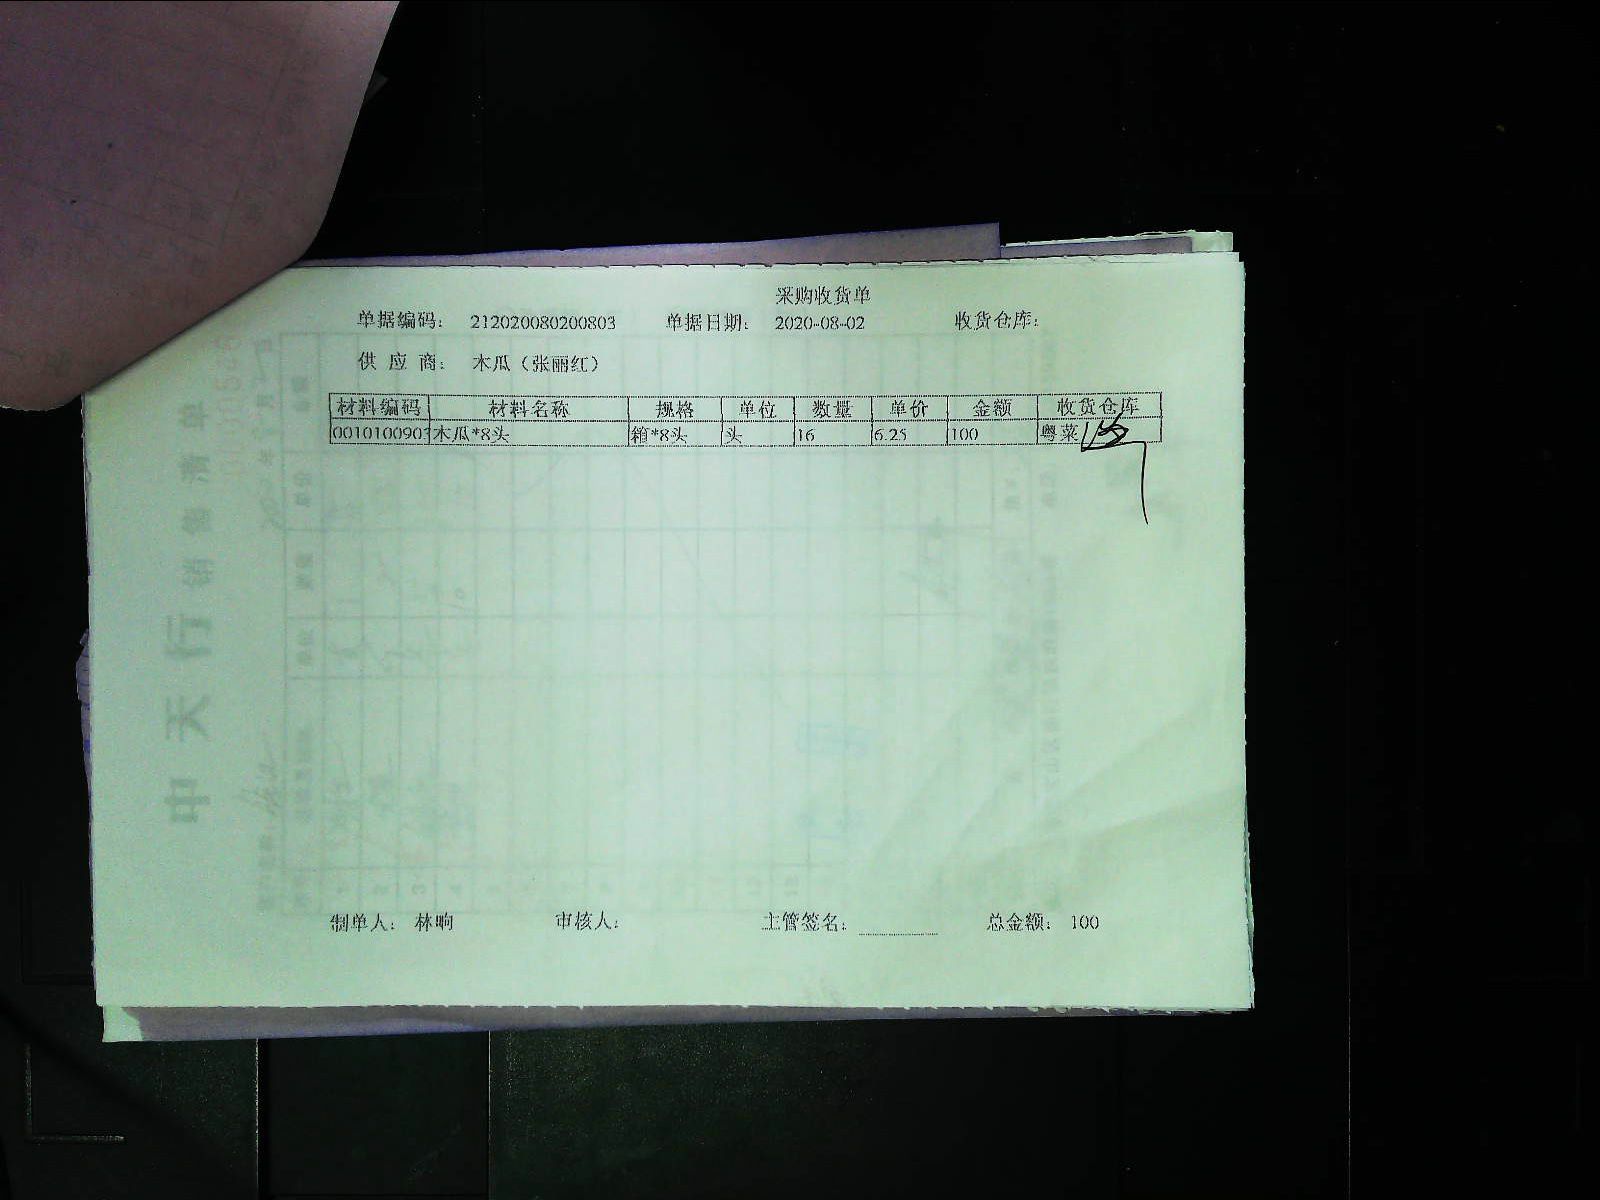 采购收货单
单据编码： 212020080200803 单据日期： 2020-08-02 收货仓库：
供 应 商： 木瓜（张丽红）
材料编码 材料名称 规格 单位 数量 单价 金额 收货仓库
0010100903 木瓜*8头 箱*8头 头 16 6.25 100 粤菜
制单人： 林晌 审核人： 主管签名： 总金额： 100
中天行销售清单